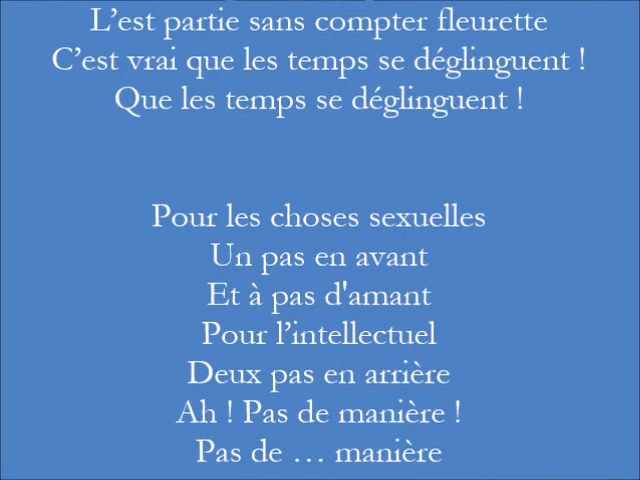 L’est partie sans compter fleurette
C’est vrai que les temps se déglinguent !
Que les temps se déglinguent !
Pour les choses sexuelles
Un pas en avant
Et à pas d'amant
Pour l’intellectuel
Deux pas en arrière
Ah ! Pas de manière !
Pas de … manière